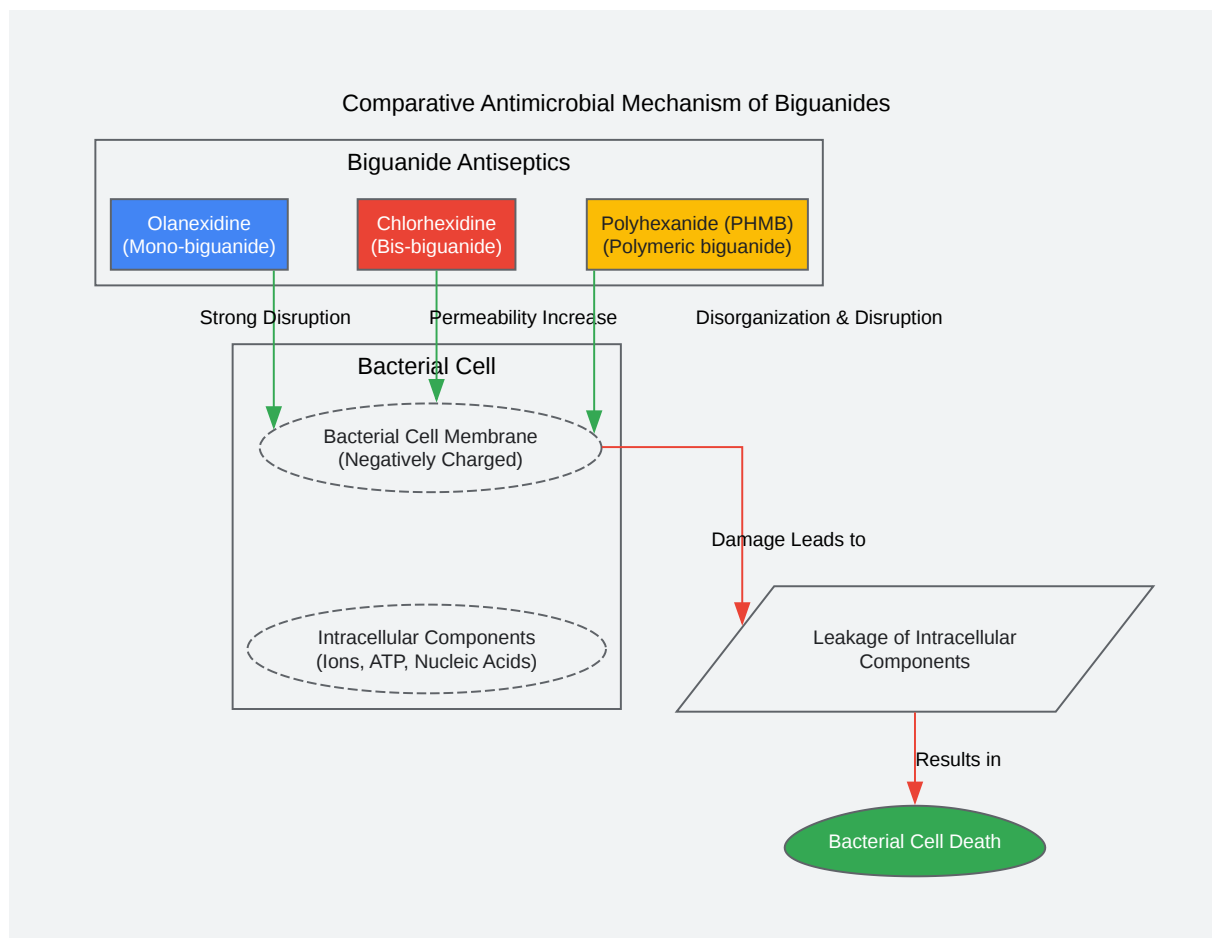 Comparative Antimicrobial Mechanism of Biguanides
Biguanide Antiseptics
Olanexidine
(Mono-biguanide)
Chlorhexidine
(Bis-biguanide)
Polyhexanide (PHMB)
(Polymeric biguanide)
Strong Disruption
Permeability Increase
Disorganization & Disruption
Bacterial Cell
Bacterial Cell Membrane
(Negatively Charged)
Damage Leads to
Intracellular Components
(Ions, ATP, Nucleic Acids)
Leakage of Intracellular
Components
Results in
Bacterial Cell Death